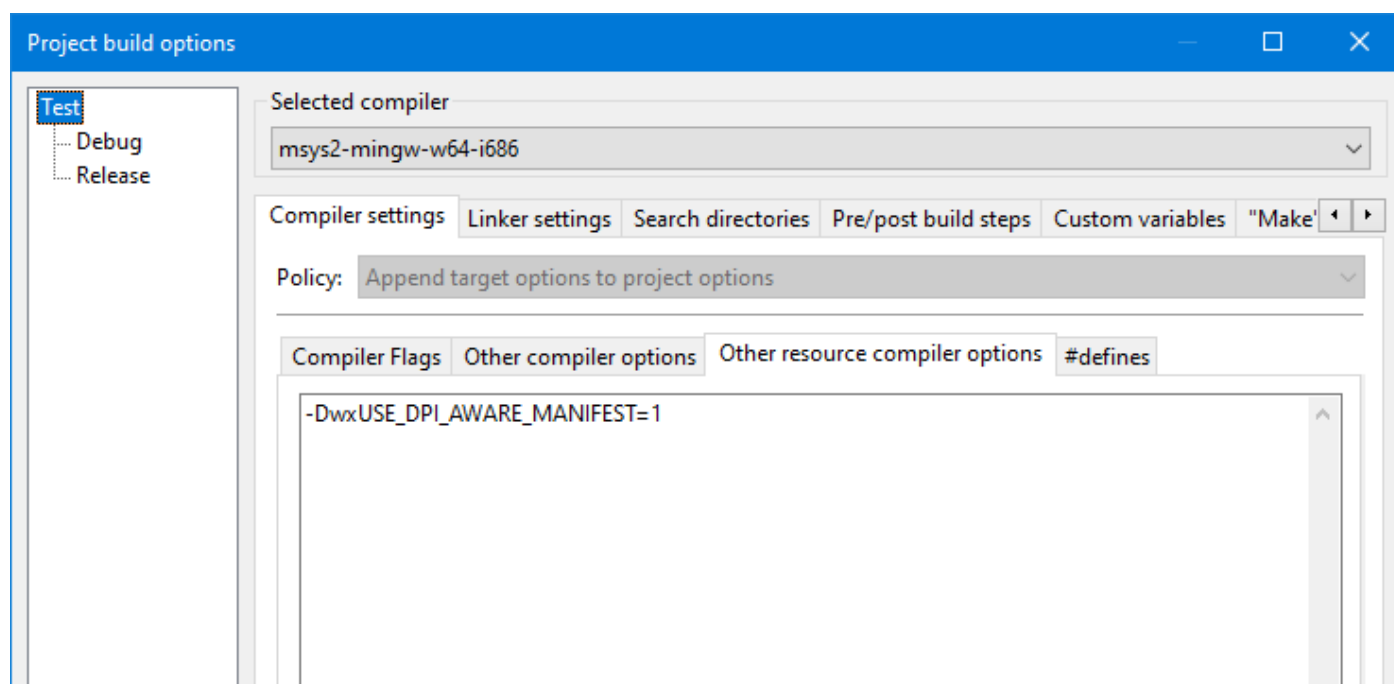 Project build options
Test
Debug
Release
Selected compiler
msys2-mingw-w64-i686
Compiler settings Linker settings Search directories Pre/post build steps Custom variables "Make'
Policy: Append target options to project options
Compiler Flags Other compiler options Other resource compiler options #defines
-DwxUSE_DPI_AWARE_MANIFEST=1